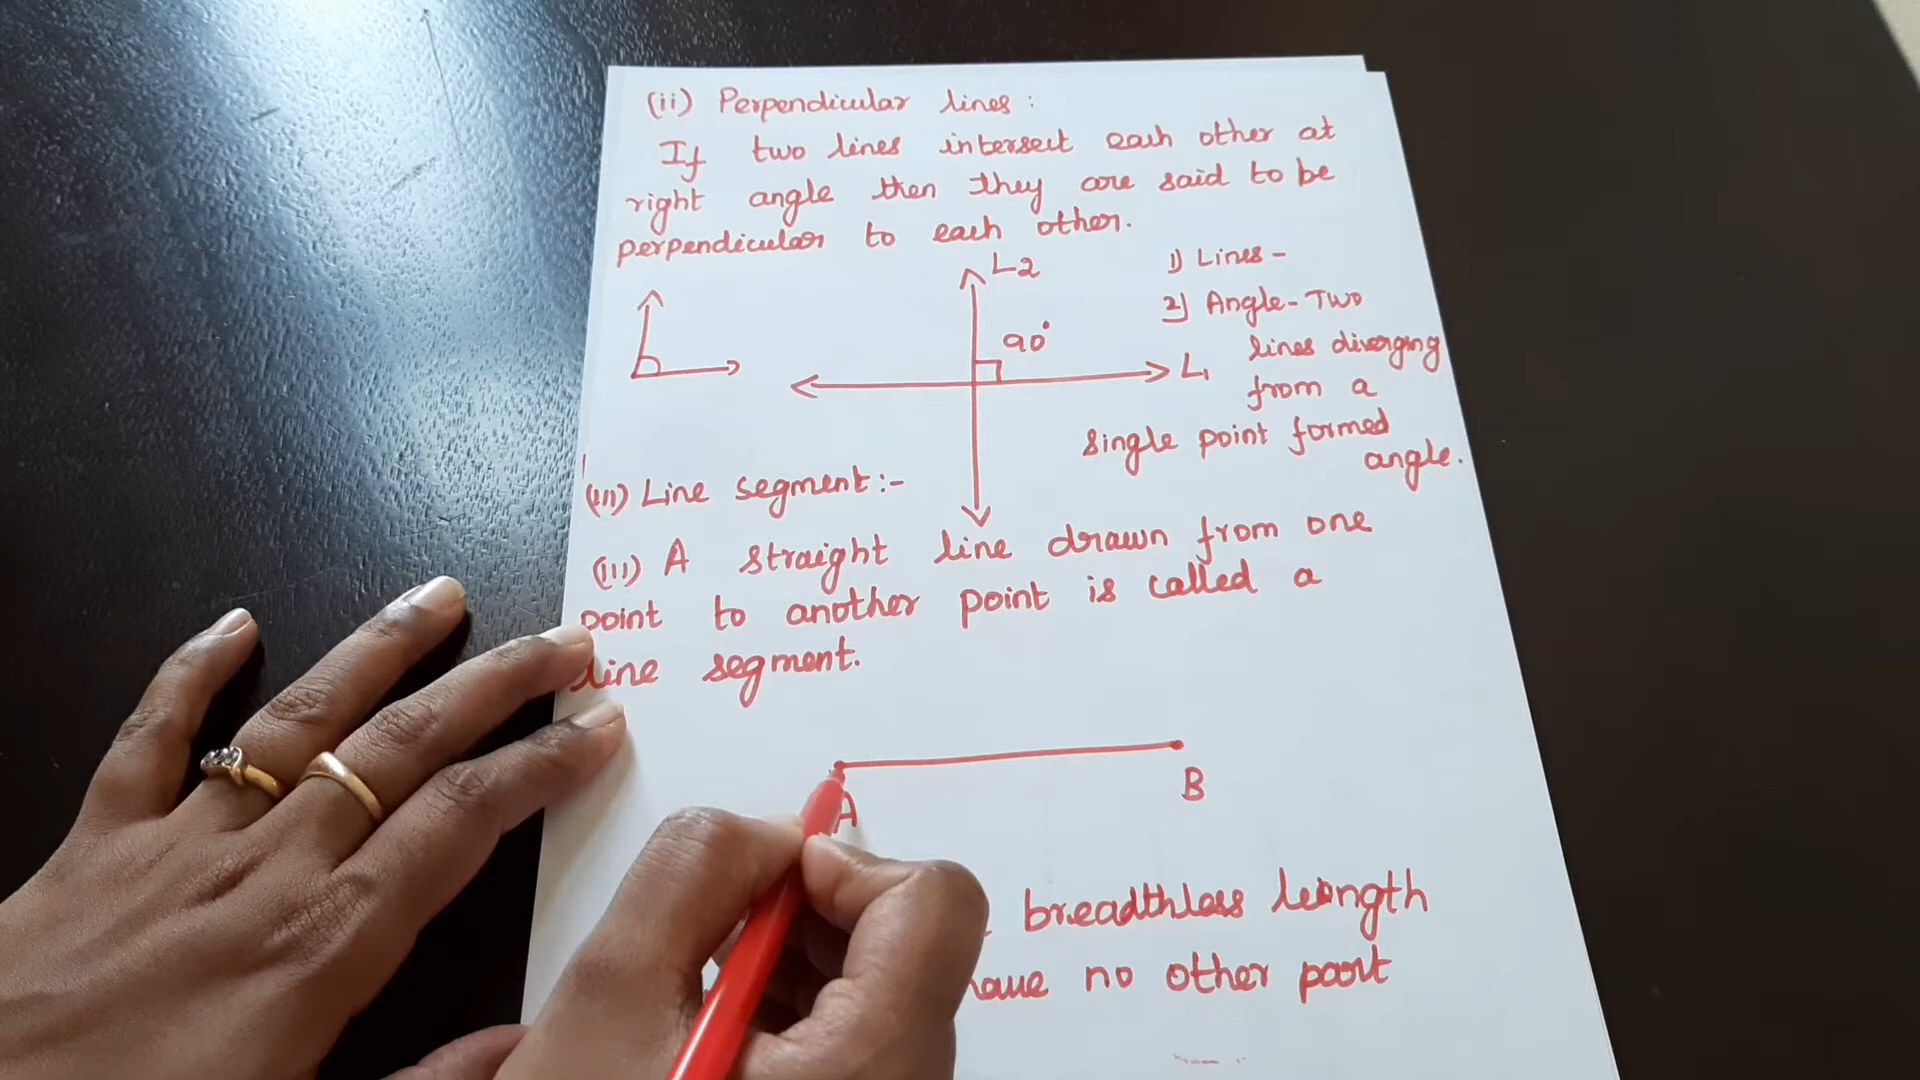 (ii) Perpendicular lines :
If two lines intersect each other at
right angle then they are said to be
perpendicular to each other.
L2
90°
L1
1) Lines -
2) Angle - Two
lines diverging
from a
single point formed
angle.
(iii) Line segment :-
(iii) A straight line drawn from one
point to another point is called a
line segment.
A
B
breadthless length
have no other part